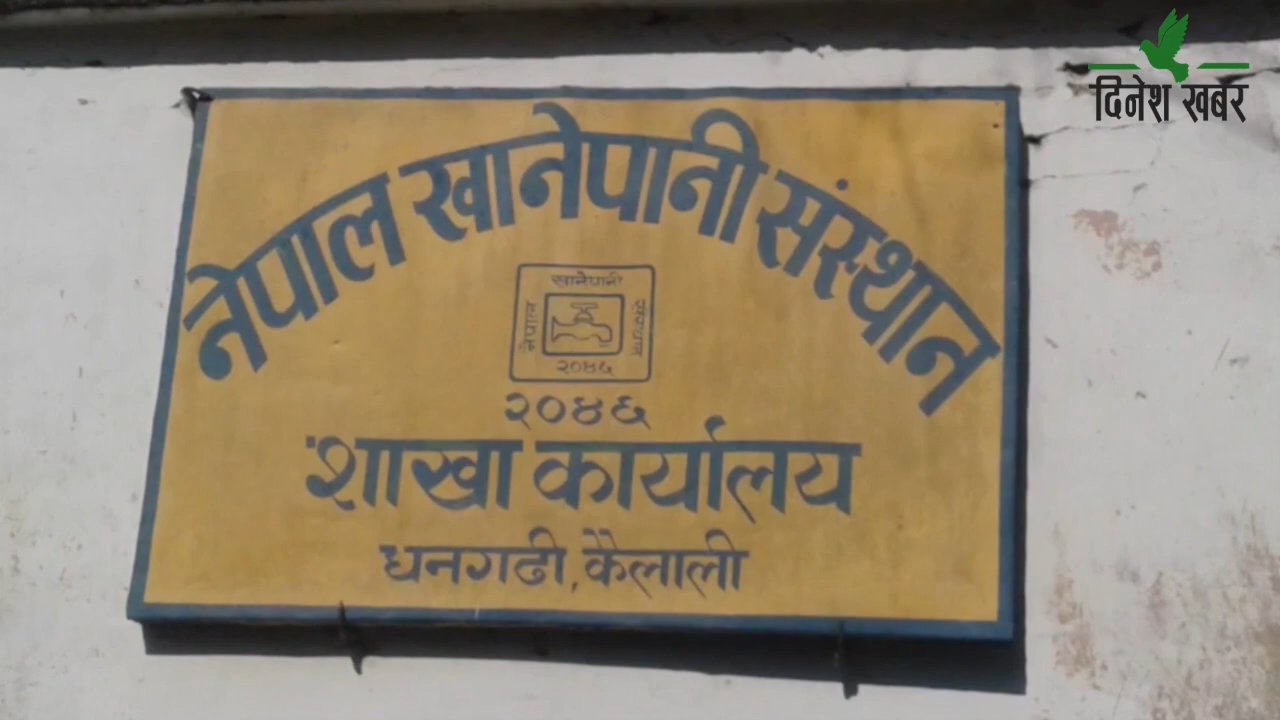 दिनेश खबर
नेपाल खानेपानी संस्थान
खानेपानी
नेपाल
संस्थान
२०४६
२०४६
शाखा कार्यालय
धनगढी, कैलाली